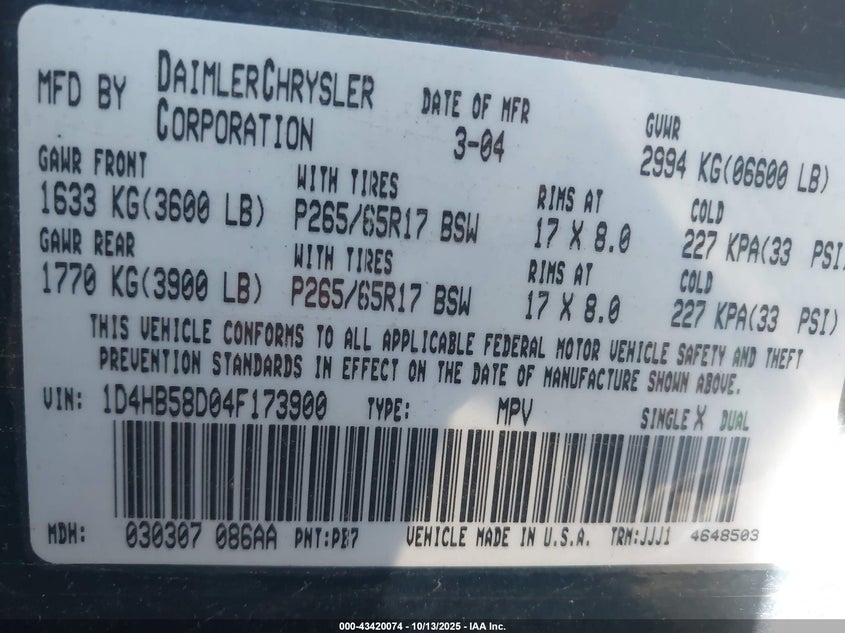 MFD BY DAIMLERCHRYSLER CORPORATION DATE OF MFR 3-04 GVWR 2994 KG(06600 LB)
GAWR FRONT WITH TIRES RIMS AT COLD
1633 KG(3600 LB) P265/65R17 BSW 17 X 8.0 227 KPA(33 PSI)
GAWR REAR WITH TIRES RIMS AT COLD
1770 KG(3900 LB) P265/65R17 BSW 17 X 8.0 227 KPA(33 PSI)
THIS VEHICLE CONFORMS TO ALL APPLICABLE FEDERAL MOTOR VEHICLE SAFETY AND THEFT
PREVENTION STANDARDS IN EFFECT ON THE DATE OF MANUFACTURE SHOWN ABOVE.
VIN: 1D4HB58D04F173900 TYPE: MPV SINGLE X DUAL
MDH: 030307 086AA PNT:PB7 VEHICLE MADE IN U.S.A. TRM:JJJ1 4648503
000-43420074 | 10/13/2025 - IAA Inc.